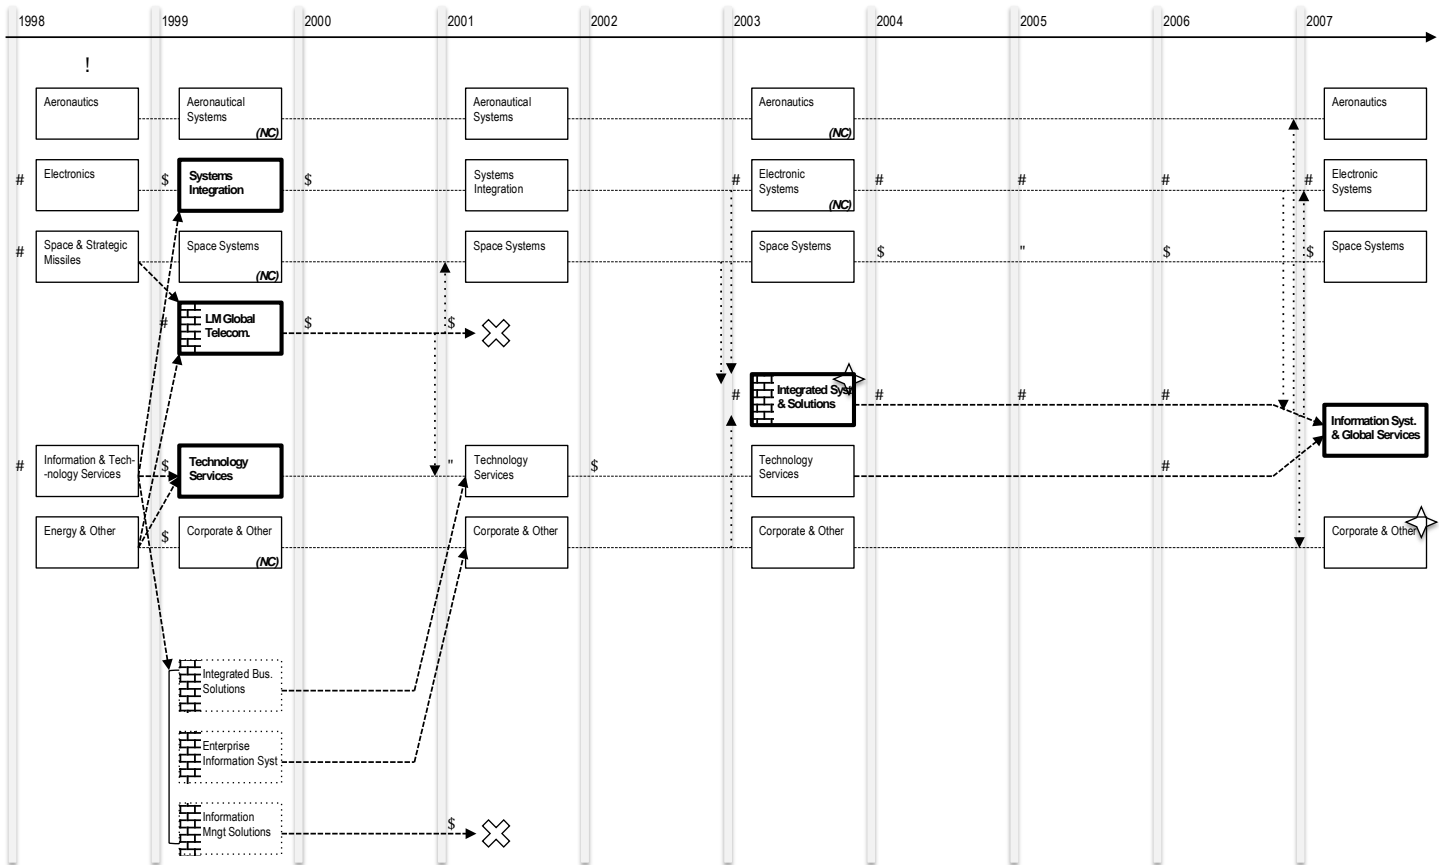 1998 1999 2000 2001 2002 2003 2004 2005 2006 2007
!
Aeronautics
Aeronautical
Systems
(NC)
Aeronautical
Systems
Aeronautics
(NC)
Aeronautics
# Electronics
$ Systems
Integration
$
Systems
Integration
# Electronic
Systems
(NC)
# # # #
Electronic
Systems
# Space & Strategic
Missiles
Space Systems
(NC)
Space Systems
Space Systems
$ " $ $
Space Systems
# LM Global
Telecom.
$ $
# Integrated Syst
& Solutions
# # #
Information Syst.
& Global Services
# Information & Tech-
-nology Services
$ Technology
Services
" Technology
Services
$
Technology
Services
#
Energy & Other
$ Corporate & Other
(NC)
Corporate & Other
Corporate & Other
Corporate & Other
Integrated Bus.
Solutions
Enterprise
Information Syst
Information
Mngt Solutions
$